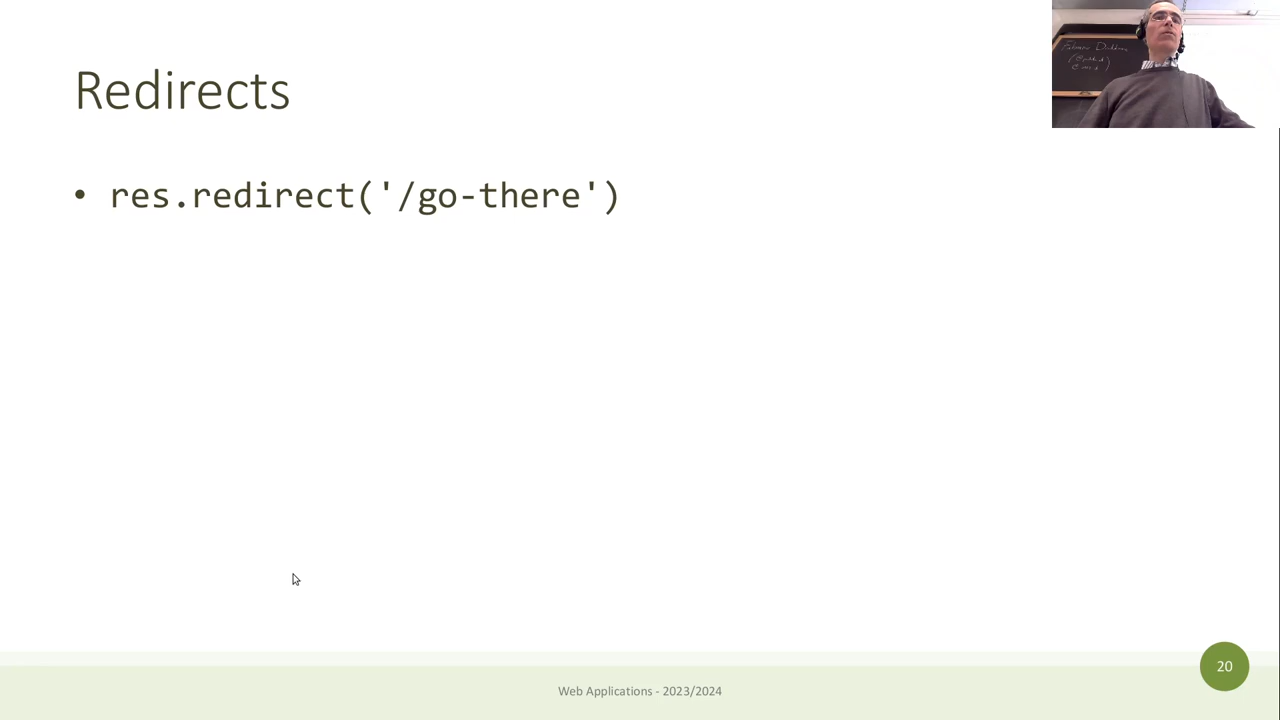 Redirects
• res.redirect('/go-there')
Web Applications - 2023/2024
20